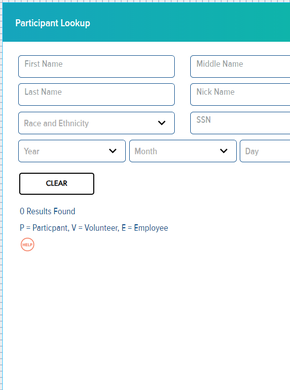 Participant Lookup
First Name Middle Name
Last Name Nick Name
Race and Ethnicity SSN
Year Month Day
CLEAR
0 Results Found
P = Particpant, V = Volunteer, E = Employee
HELP